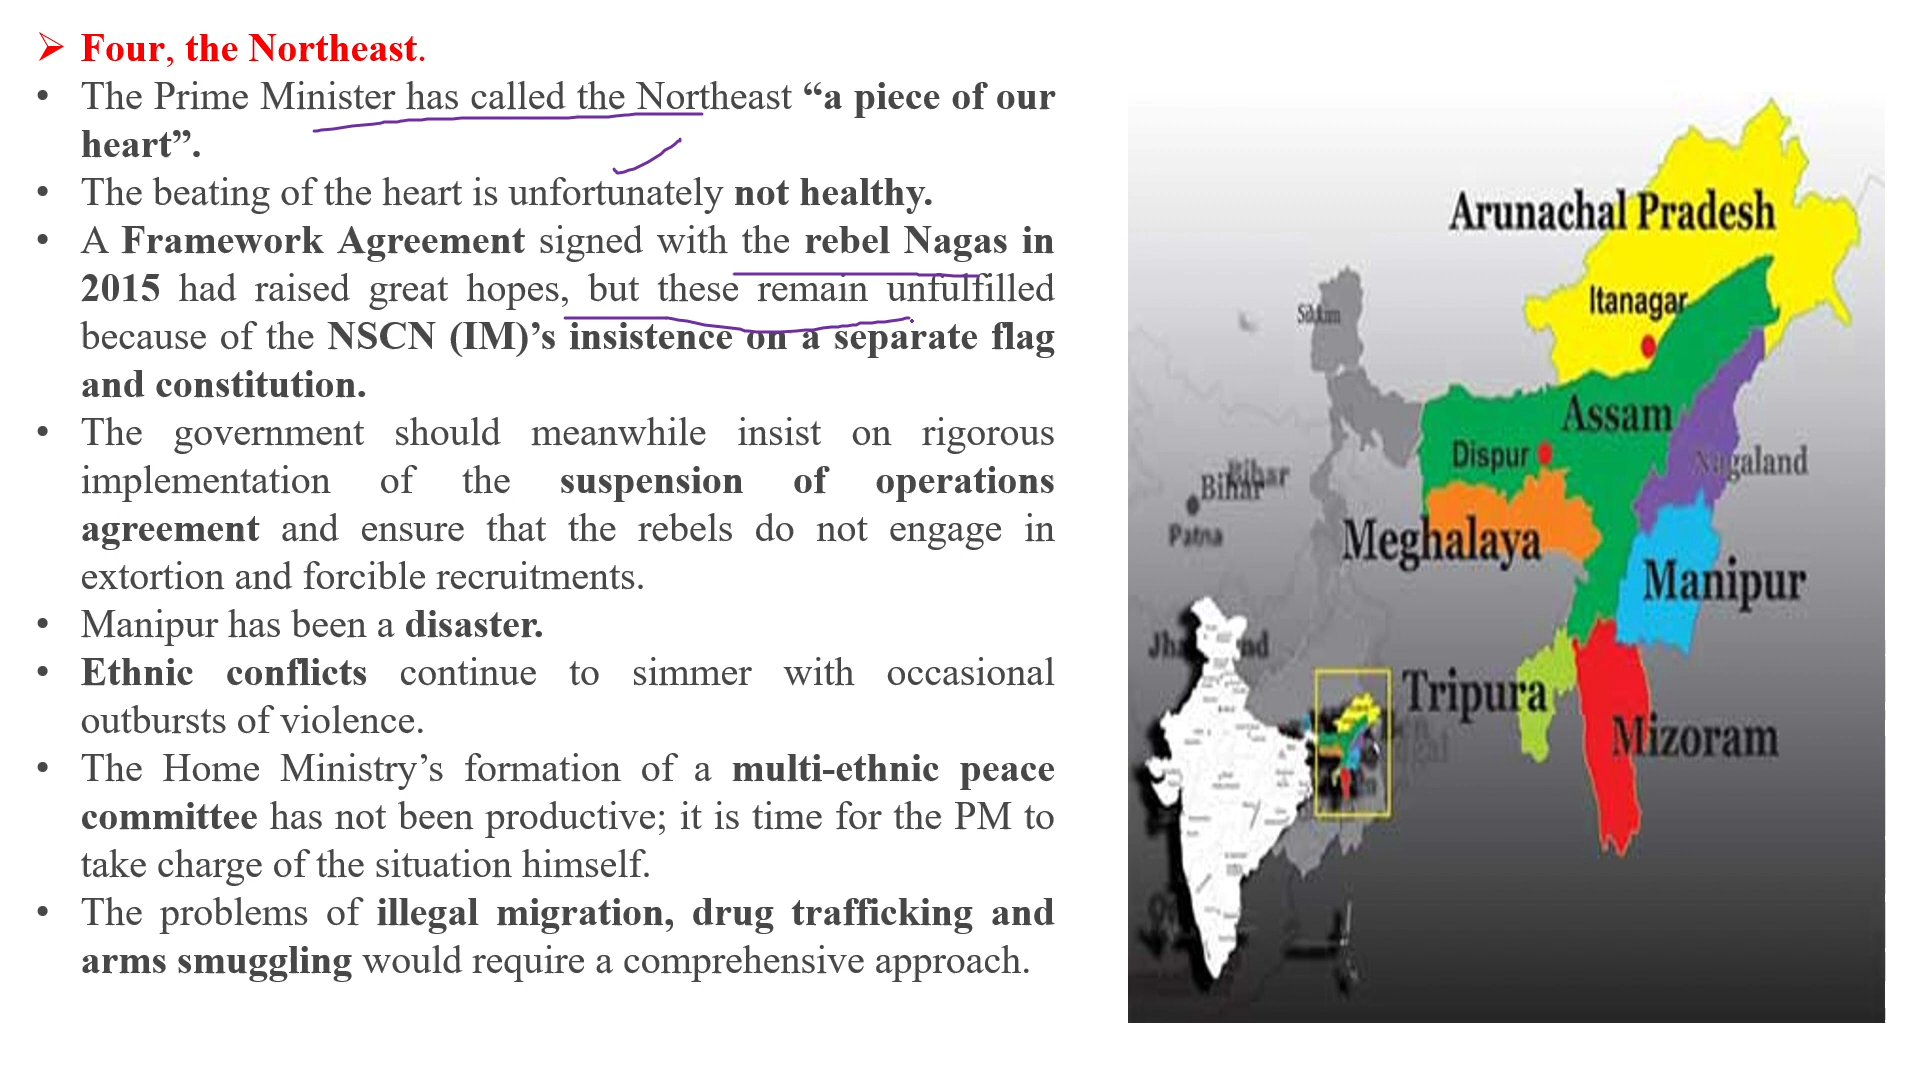 ➢ Four, the Northeast.
• The Prime Minister has called the Northeast “a piece of our
heart”.
• The beating of the heart is unfortunately not healthy.
• A Framework Agreement signed with the rebel Nagas in
2015 had raised great hopes, but these remain unfulfilled
because of the NSCN (IM)’s insistence on a separate flag
and constitution.
• The government should meanwhile insist on rigorous
implementation of the suspension of operations
agreement and ensure that the rebels do not engage in
extortion and forcible recruitments.
• Manipur has been a disaster.
• Ethnic conflicts continue to simmer with occasional
outbursts of violence.
• The Home Ministry’s formation of a multi-ethnic peace
committee has not been productive; it is time for the PM to
take charge of the situation himself.
• The problems of illegal migration, drug trafficking and
arms smuggling would require a comprehensive approach.
Arunachal Pradesh
Itanagar
Sikkim
Assam
Dispur
Nagaland
Bihar
Bihar
Patna
Meghalaya
Manipur
Tripura
Mizoram